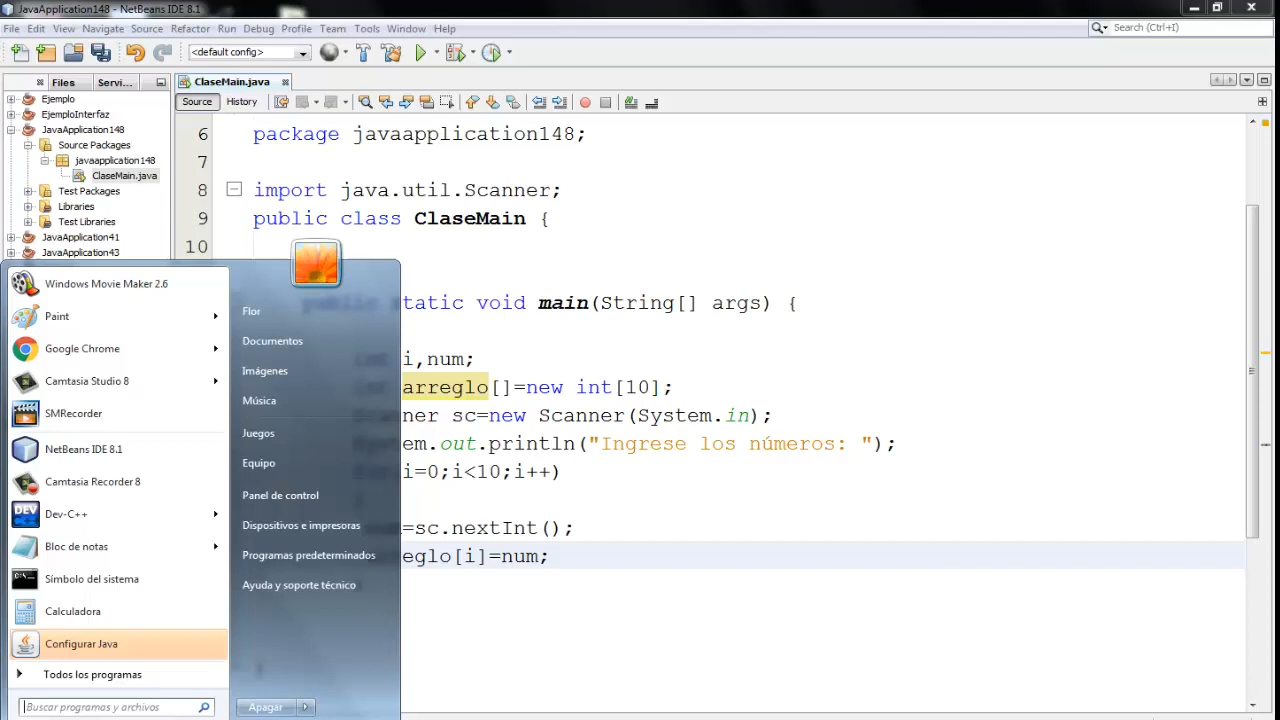 JavaApplication148 - NetBeans IDE 8.1
File Edit View Navigate Source Refactor Run Debug Profile Team Tools Window Help
Search (Ctrl+I)
<default config>
Files Servi...
ClaseMain.java
Source History
Ejemplo
EjemploInterfaz
JavaApplication148
Source Packages
javaapplication148
ClaseMain.java
Test Packages
Libraries
Test Libraries
JavaApplication41
JavaApplication43
6 package javaapplication148;
7
8 import java.util.Scanner;
9 public class ClaseMain {
10
public static void main(String[] args) {
int i,num;
int arreglo[]=new int[10];
Scanner sc=new Scanner(System.in);
System.out.println("Ingrese los números: ");
i=0;i<10;i++)
=sc.nextInt();
eglo[i]=num;
}
Windows Movie Maker 2.6
Paint
Google Chrome
Camtasia Studio 8
SMRecorder
NetBeans IDE 8.1
Camtasia Recorder 8
Dev-C++
Bloc de notas
Símbolo del sistema
Calculadora
Configurar Java
Todos los programas
Buscar programas y archivos
Flor
Documentos
Imágenes
Música
Juegos
Equipo
Panel de control
Dispositivos e impresoras
Programas predeterminados
Ayuda y soporte técnico
Apagar